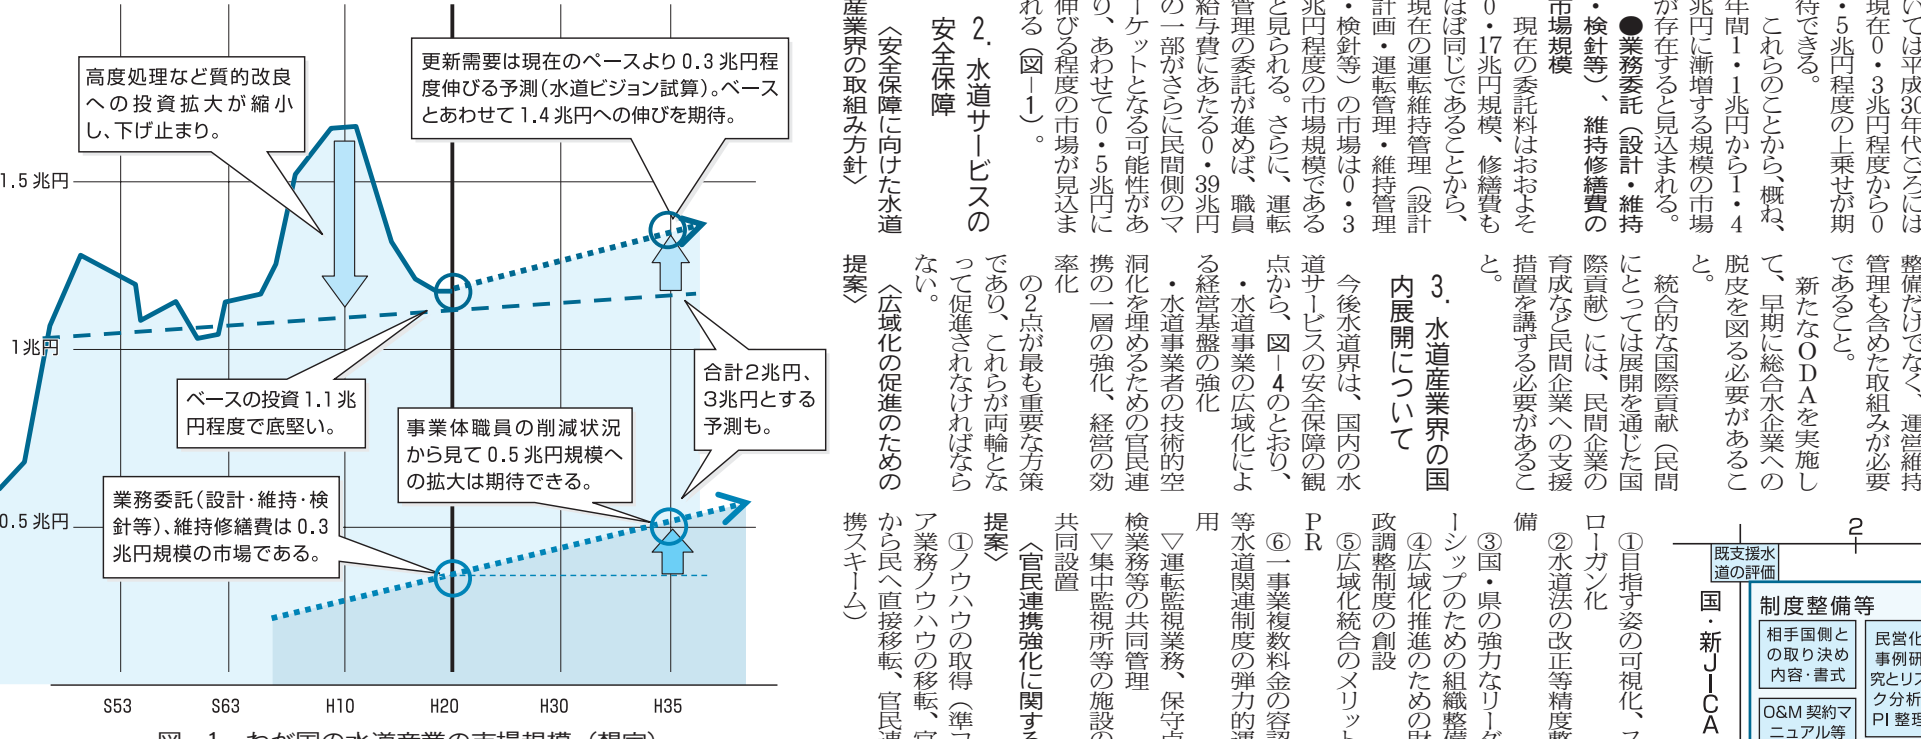 高度処理など質的改良
への投資拡大が縮小
し、下げ止まり。
更新需要は現在のペースより0.3兆円程
度伸びる予測(水道ビジョン試算)。ベース
とあわせて1.4兆円への伸びを期待。
1.5兆円
1兆円
0.5兆円
ベースの投資1.1兆
円程度で底堅い。
合計2兆円、
3兆円とする
予測も。
事業体職員の削減状況
から見て0.5兆円規模へ
の拡大は期待できる。
業務委託(設計・維持・検
針等)、維持修繕費は0.3
兆円規模の市場である。
S53
S63
H10
H20
H30
H35
図－1 わが国の水道産業の市場規模（想定）
いては平成30年代ごろには
現在0・3兆円程度から0
・5兆円程度の上乗せが期
待できる。
これらのことから、概ね、
年間1・1兆円から1・4
兆円に漸増する規模の市場
が存在すると見込まれる。
●業務委託（設計・維持
・検針等）、維持修繕費の
市場規模
現在の委託料はおおよそ
0・17兆円規模、修繕費も
ほぼ同じであることから、
現在の運転維持管理（設計
計画・運転管理・維持管理
・検針等）の市場は0・3
兆円程度の市場規模である
と見られる。さらに、運転
管理の委託が進めば、職員
給与費にあたる0・39兆円
の一部がさらに民間側のマ
ーケットとなる可能性があ
り、あわせて0・5兆円に
伸びる程度の市場が見込ま
れる（図－1）。
2. 水道サービスの
安全保障
〈安全保障に向けた水道
産業界の取組み方針〉
整備だけでなく、運営維持
管理も含めた取組みが必要
であること。
新たなODAを実施し
て、早期に総合水企業への
脱皮を図る必要があるこ
と。
統合的な国際貢献（民間
にとっては展開を通じた国
際貢献）には、民間企業の
育成など民間企業への支援
措置を講ずる必要があるこ
と。
3. 水道産業界の国
内展開について
今後水道界は、国内の水
道サービスの安全保障の観
点から、図－4のとおり、
・水道事業の広域化によ
る経営基盤の強化
・水道事業者の技術的空
洞化を埋めるための官民連
携の一層の強化、経営の効
率化
の2点が最も重要な方策
であり、これらが両輪とな
って促進されなければなら
ない。
〈広域化の促進のための
提案〉
①目指す姿の可視化、ス
ローガン化
②水道法の改正等精度整
備
③国・県の強力なリーダ
ーシップのための組織整備
④広域化推進のための財
政調整制度の創設
⑤広域化統合のメリット
PR
⑥一事業複数料金の容認
等水道関連制度の弾力的運
用
▽運転監視業務、保守点
検業務等の共同管理
▽集中監視所等の施設の
共同設置
〈官民連携強化に関する
提案〉
①ノウハウの取得（準コ
ア業務ノウハウの移転、官
から民へ直接移転、官民連
携スキーム）
2
既支援水
道の評価
国・新JICA
制度整備等
相手国側と
の取り決め
内容・書式
民営化
事例研
究とリス
ク分析
PI整理
O&M契約マ
ニュアル等